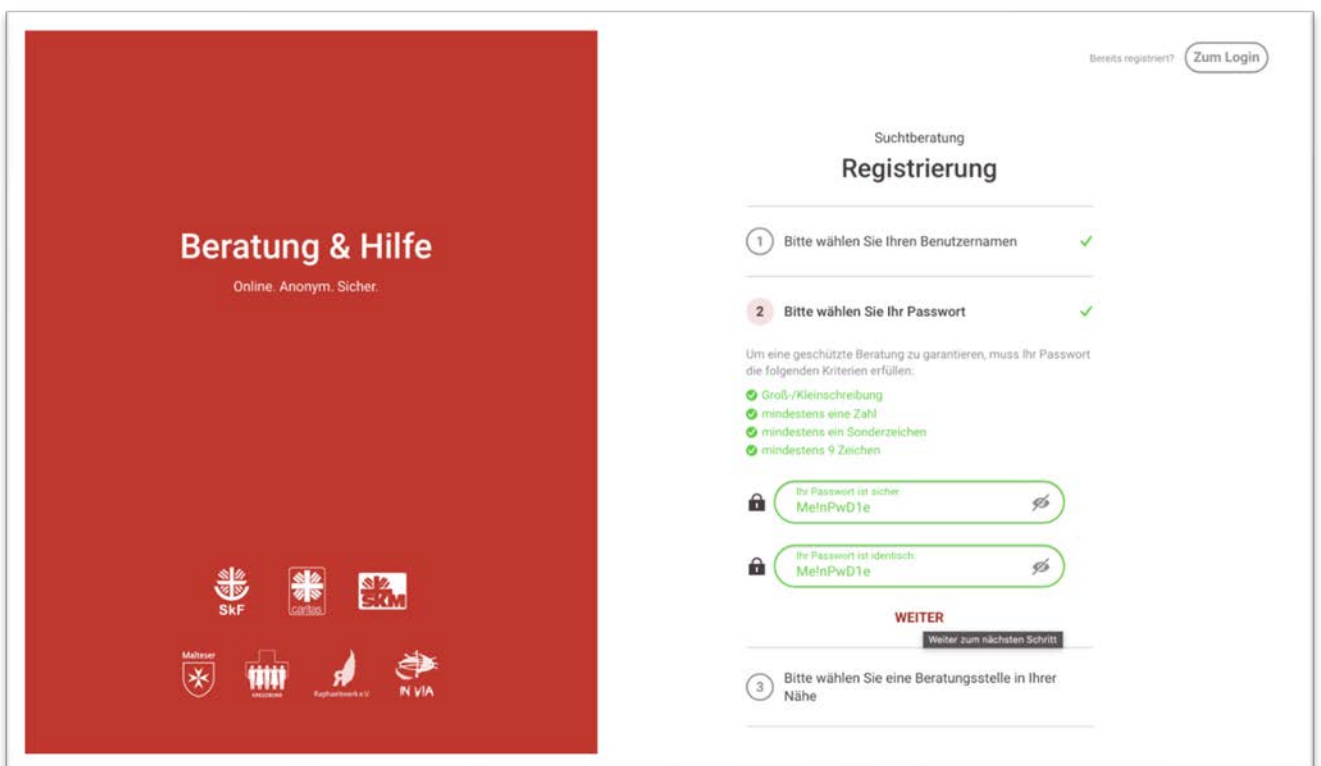 Bereits registriert? Zum Login
Suchtberatung
Registrierung
1 Bitte wählen Sie Ihren Benutzernamen
Beratung & Hilfe
Online. Anonym. Sicher.
2 Bitte wählen Sie Ihr Passwort
Um eine geschützte Beratung zu garantieren, muss Ihr Passwort
die folgenden Kriterien erfüllen:
Groß-/Kleinschreibung
mindestens eine Zahl
mindestens ein Sonderzeichen
mindestens 9 Zeichen
Ihr Passwort ist sicher
Me!nPwD1e
Ihr Passwort ist identisch.
Me!nPwD1e
WEITER
Weiter zum nächsten Schritt
3 Bitte wählen Sie eine Beratungsstelle in Ihrer
Nähe
SkF caritas SKM
Malteser
KREUZBUND Raphaelswerk e.V. IN VIA